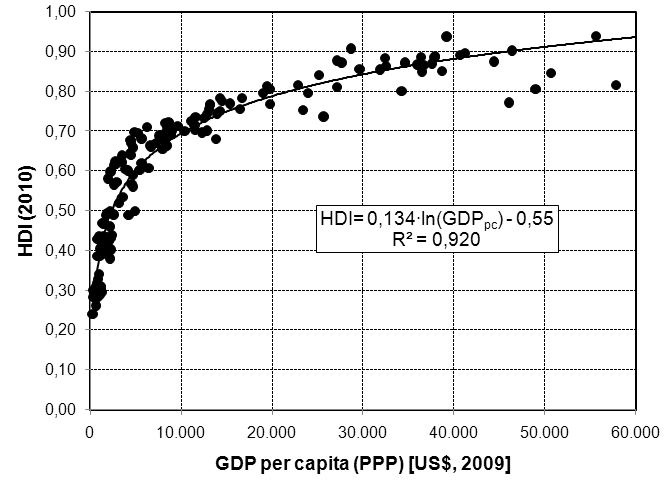 1,00
0,90
0,80
0,70
0,60
0,50
0,40
0,30
0,20
0,10
0,00
HDI (2010)
HDI= 0,134·ln(GDPpc) - 0,55
R² = 0,920
0 10.000 20.000 30.000 40.000 50.000 60.000
GDP per capita (PPP) [US$, 2009]